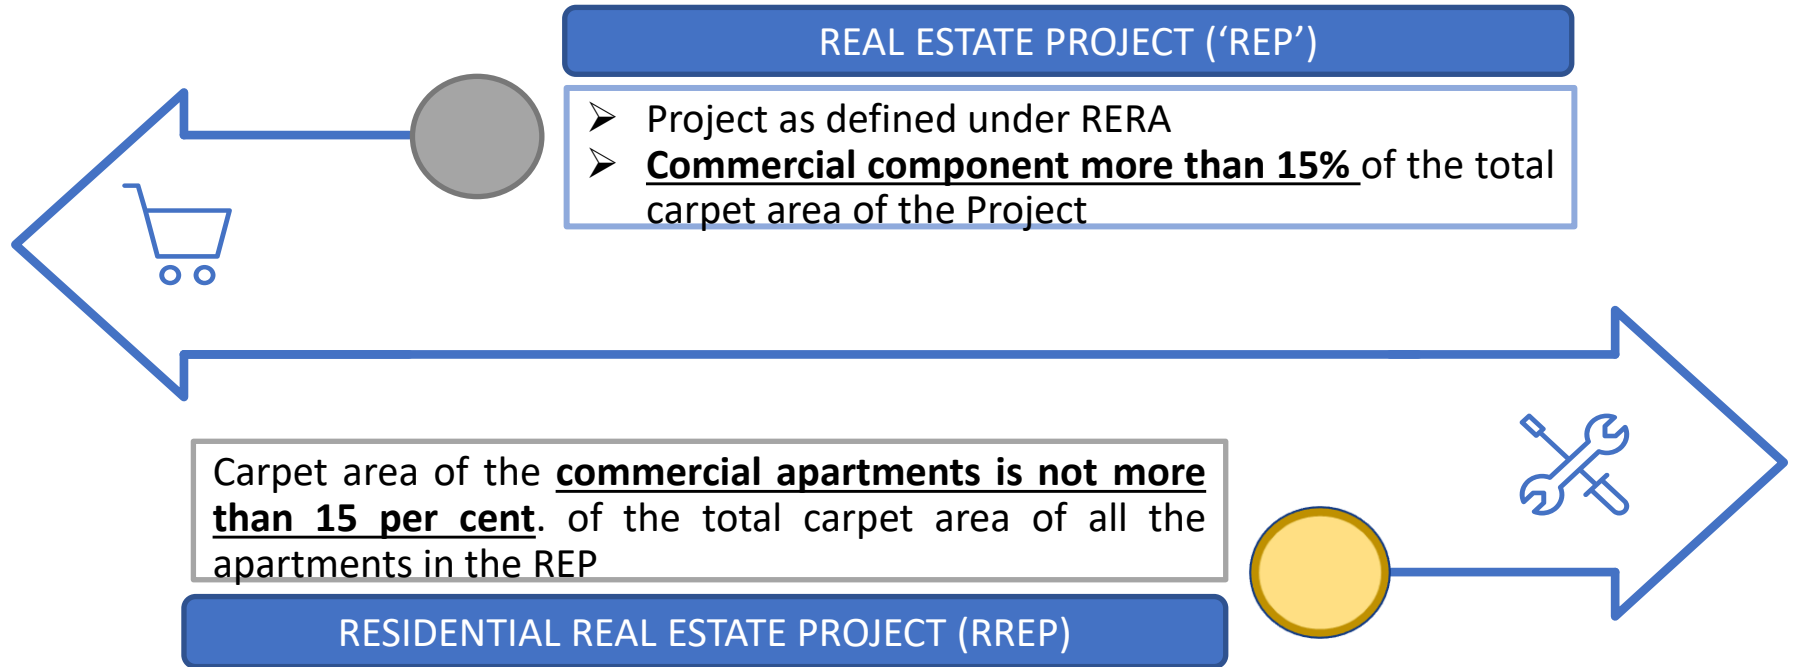 REAL ESTATE PROJECT (‘REP’)
➢ Project as defined under RERA
➢ Commercial component more than 15% of the total
carpet area of the Project
Carpet area of the commercial apartments is not more
than 15 per cent. of the total carpet area of all the
apartments in the REP
RESIDENTIAL REAL ESTATE PROJECT (RREP)